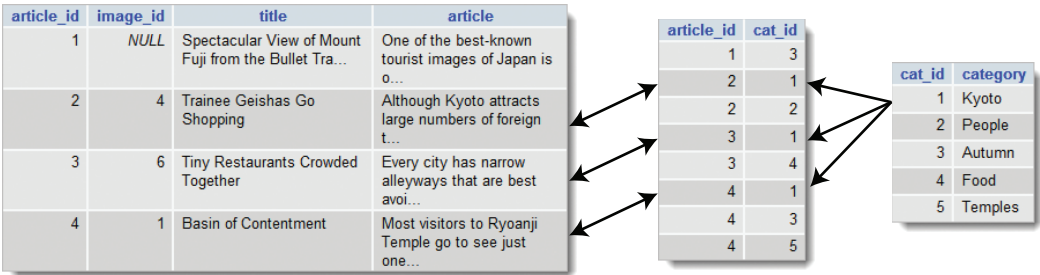 article_id image_id title article
1 NULL Spectacular View of Mount One of the best-known
Fuji from the Bullet Tra... tourist images of Japan is
o...
2 4 Trainee Geishas Go Although Kyoto attracts
Shopping large numbers of foreign
t...
3 6 Tiny Restaurants Crowded Every city has narrow
Together alleyways that are best
avoi...
4 1 Basin of Contentment Most visitors to Ryoanji
Temple go to see just
one...
article_id cat_id
1 3
2 1
2 2
3 1
3 4
4 1
4 3
4 5
cat_id category
1 Kyoto
2 People
3 Autumn
4 Food
5 Temples